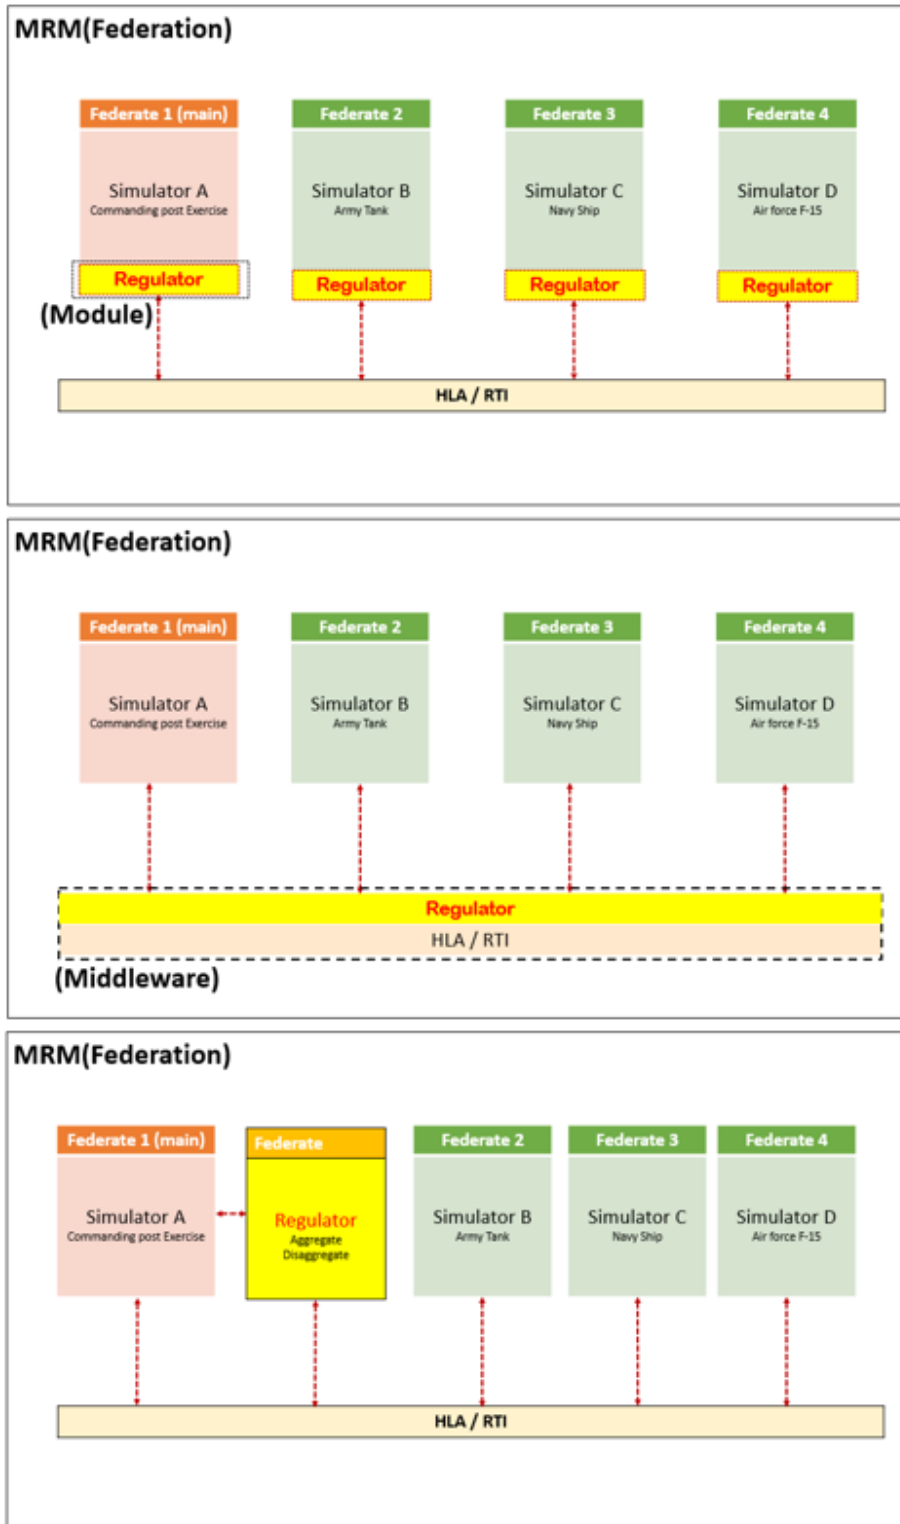 MRM(Federation)
Federate 1 (main)
Federate 2
Federate 3
Federate 4
Simulator A
Commanding post Exercise
Simulator B
Army Tank
Simulator C
Navy Ship
Simulator D
Air force F-15
Regulator
Regulator
Regulator
Regulator
(Module)
HLA / RTI
MRM(Federation)
Federate 1 (main)
Federate 2
Federate 3
Federate 4
Simulator A
Commanding post Exercise
Simulator B
Army Tank
Simulator C
Navy Ship
Simulator D
Air force F-15
Regulator
HLA / RTI
(Middleware)
MRM(Federation)
Federate 1 (main)
Federate
Federate 2
Federate 3
Federate 4
Simulator A
Commanding post Exercise
Regulator
Aggregate
Disaggregate
Simulator B
Army Tank
Simulator C
Navy Ship
Simulator D
Air force F-15
HLA / RTI